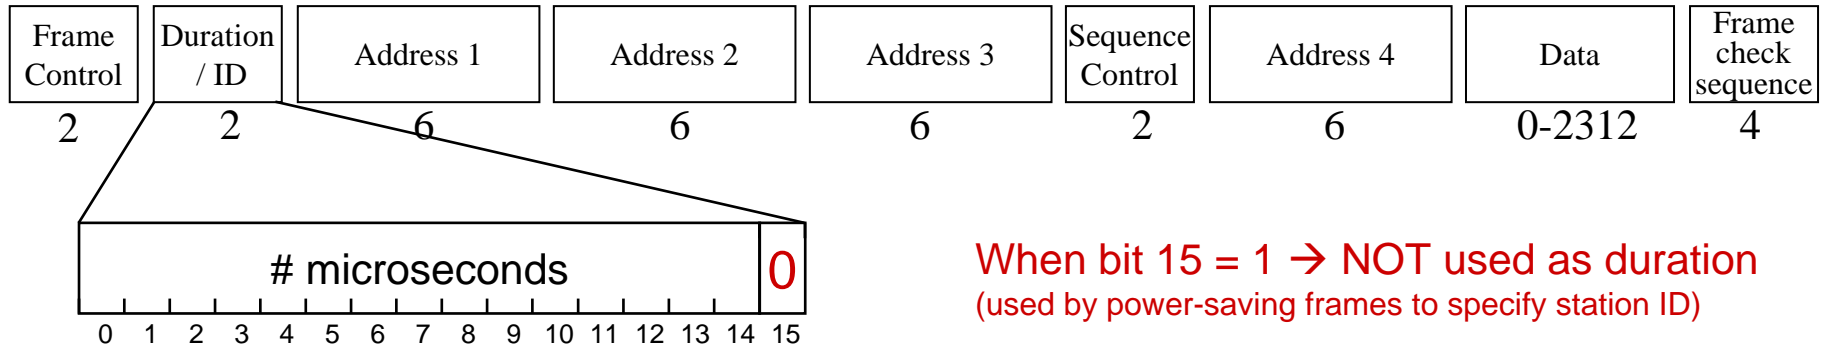 Frame Control
Duration / ID
Address 1
Address 2
Address 3
Sequence Control
Address 4
Data
Frame check sequence
2 2 6 6 6 2 6 0-2312 4
# microseconds 0
0 1 2 3 4 5 6 7 8 9 10 11 12 13 14 15
When bit 15 = 1 → NOT used as duration
(used by power-saving frames to specify station ID)